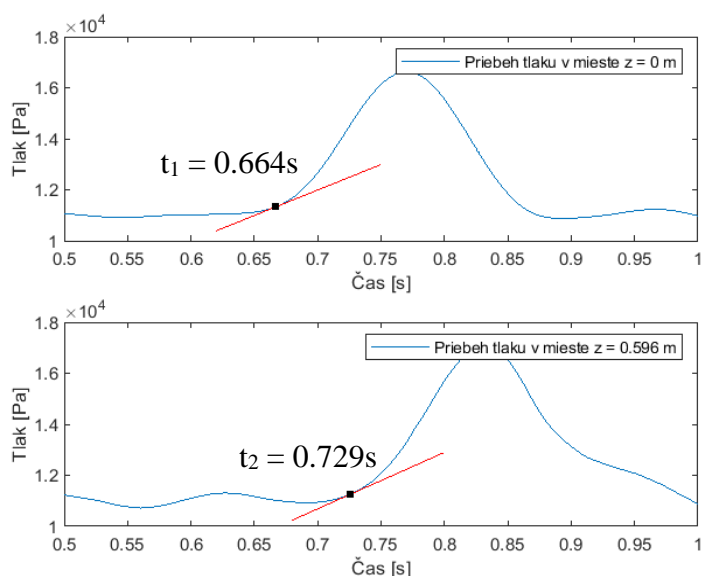 ×10⁴
1.8
1.6
1.4
1.2
1
Tlak [Pa]
Priebeh tlaku v mieste z = 0 m
t₁ = 0.664s
0.5 0.55 0.6 0.65 0.7 0.75 0.8 0.85 0.9 0.95 1
Čas [s]
×10⁴
1.8
1.6
1.4
1.2
1
Tlak [Pa]
Priebeh tlaku v mieste z = 0.596 m
t₂ = 0.729s
0.5 0.55 0.6 0.65 0.7 0.75 0.8 0.85 0.9 0.95 1
Čas [s]